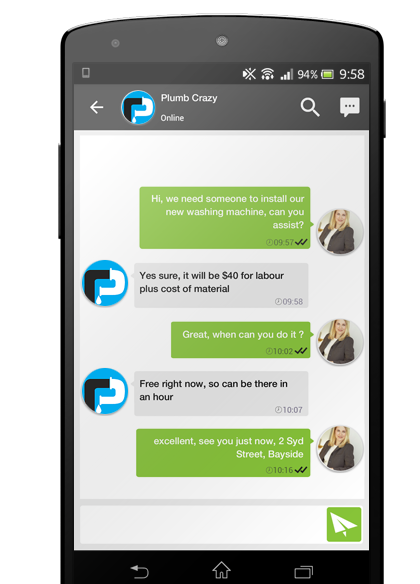 94% 9:58
Plumb Crazy
Online
Hi, we need someone to install our
new washing machine, can you
assist?
09:57
Yes sure, it will be $40 for labour
plus cost of material
09:58
Great, when can you do it ?
10:02
Free right now, so can be there in
an hour
10:07
excellent, see you just now, 2 Syd
Street, Bayside
10:16